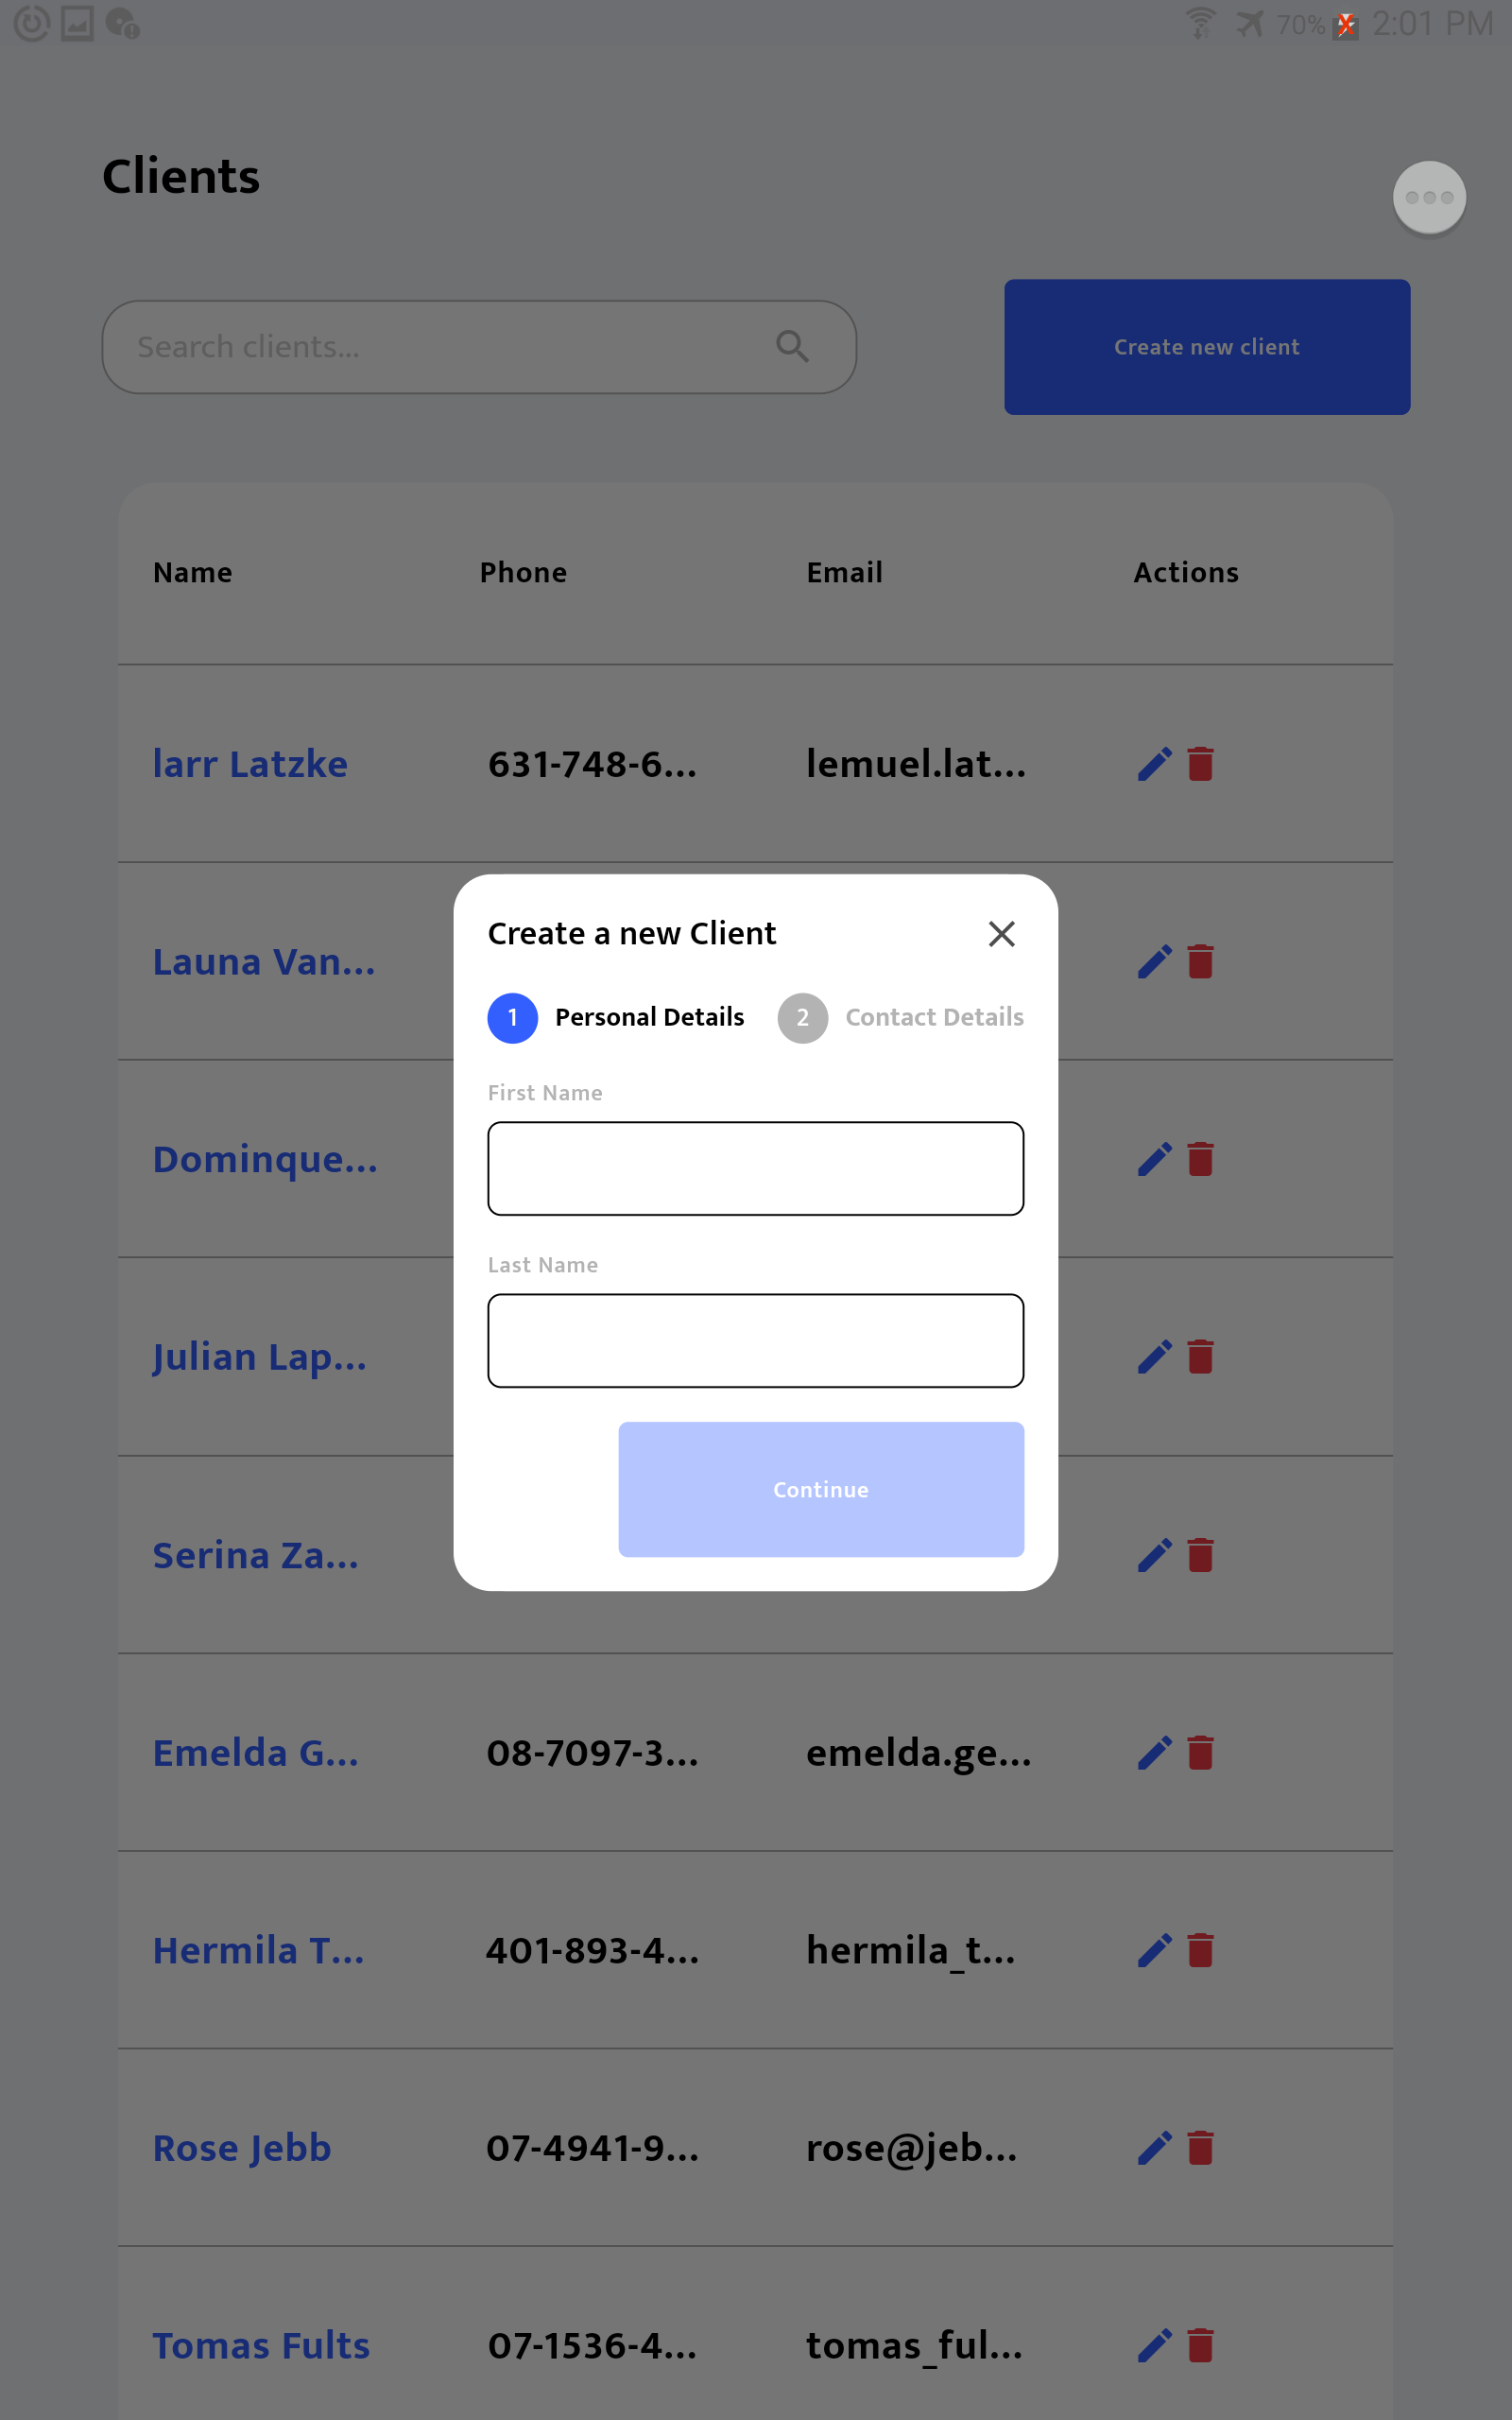 70% 2:01 PM
Clients
Search clients...
Create new client
Name Phone Email Actions
larr Latzke 631-748-6... lemuel.lat...
Launa Van...
Dominque...
Julian Lap...
Serina Za...
Create a new Client
1 Personal Details 2 Contact Details
First Name
Last Name
Continue
Emelda G... 08-7097-3... emelda.ge...
Hermila T... 401-893-4... hermila_t...
Rose Jebb 07-4941-9... rose@jeb...
Tomas Fults 07-1536-4... tomas_ful...